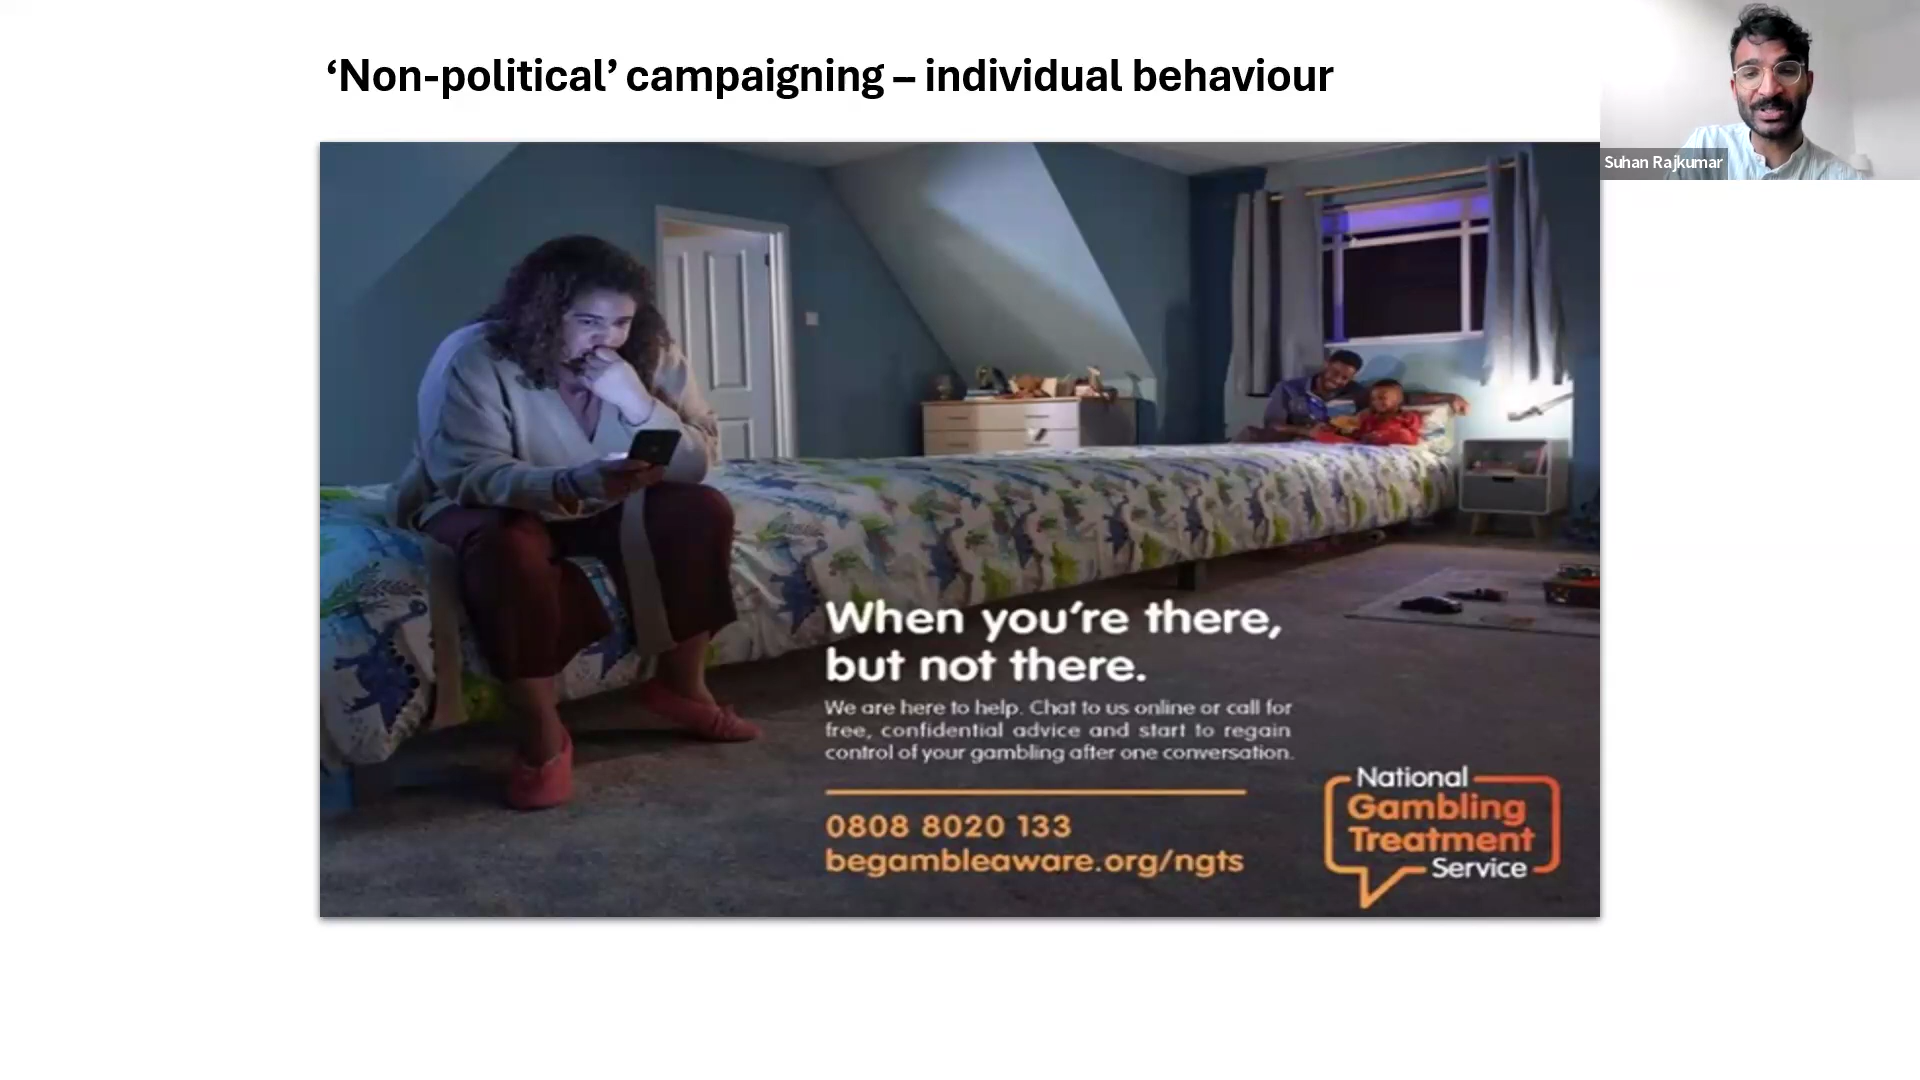 ‘Non-political’ campaigning – individual behaviour
Suhan Rajkumar
When you're there,
but not there.
We are here to help. Chat to us online or call for
free, confidential advice and start to regain
control of your gambling after one conversation.
0808 8020 133
begambleaware.org/ngts
National
Gambling
Treatment
Service